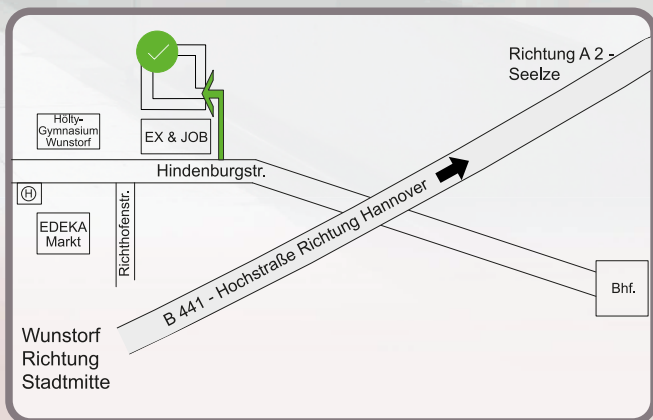 Richtung A 2 -
Seelze
Hölty-
Gymnasium
Wunstorf
EX & JOB
Hindenburgstr.
H
EDEKA
Markt
Richthofenstr.
B 441 - Hochstraße Richtung Hannover
Bhf.
Wunstorf
Richtung
Stadtmitte